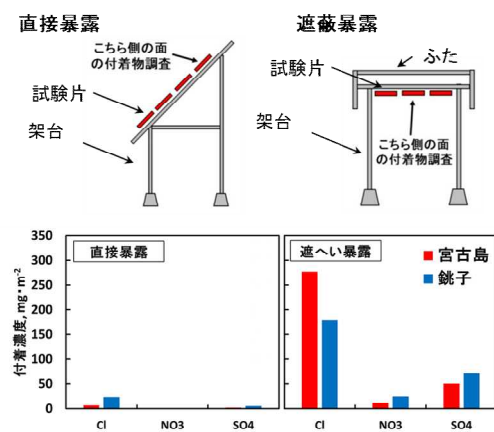 直接暴露
遮蔽暴露
こちら側の面
の付着物調査
試験片
架台
ふた
試験片
架台
こちら側の面
の付着物調査
350
300
250
200
150
100
50
0
付着濃度, mg・m-2
直接暴露
遮へい暴露
宮古島
銚子
Cl
NO3
SO4
Cl
NO3
SO4